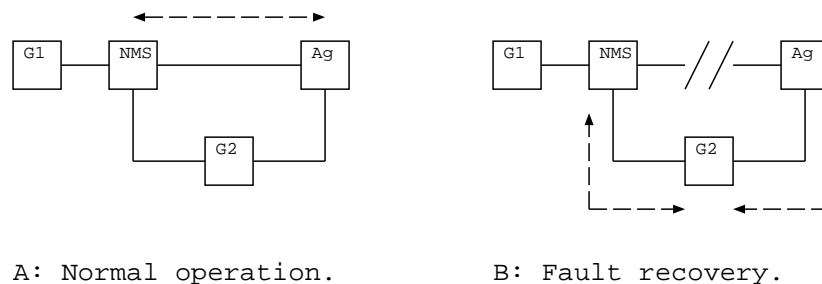 G1 NMS Ag
G2
G1 NMS Ag
G2
A: Normal operation.
B: Fault recovery.